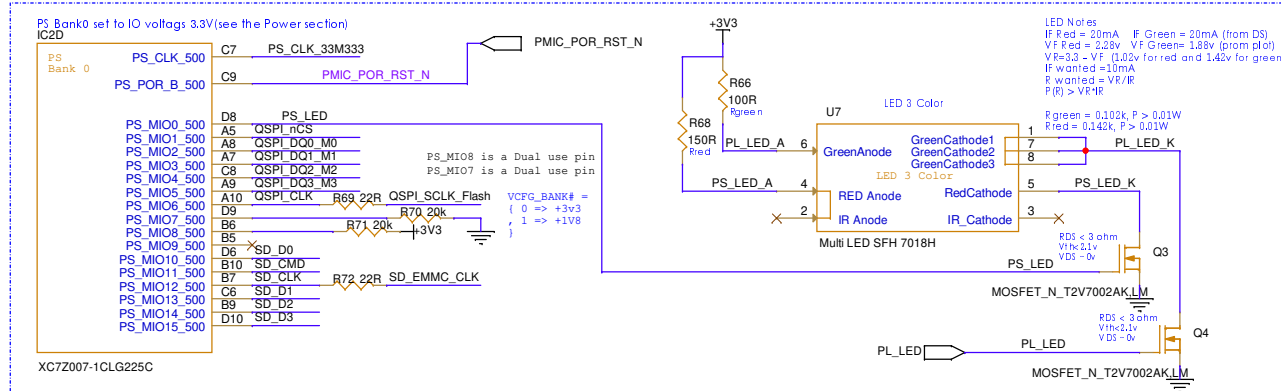 PS Bank0 set to IO voltags 3.3V(see the Power section)
IC2D
PS
Bank 0
PS_CLK_500 C7 PS_CLK_33M333
PS_POR_B_500 C9 PMIC_POR_RST_N
PMIC_POR_RST_N
PS_MIO0_500 D8 PS_LED
PS_MIO1_500 A5 QSPI_nCS
PS_MIO2_500 A8 QSPI_DQ0_M0
PS_MIO3_500 A7 QSPI_DQ1_M1
PS_MIO4_500 C8 QSPI_DQ2_M2
PS_MIO5_500 A9 QSPI_DQ3_M3
PS_MIO6_500 A10 QSPI_CLK R69 22R QSPI_SCLK_Flash
PS_MIO7_500 D9 R70 20k
PS_MIO8_500 B6 R71 20k +3V3
PS_MIO9_500 B5
PS_MIO10_500 D6 SD_D0
PS_MIO11_500 B10 SD_CMD
PS_MIO12_500 B7 SD_CLK R72 22R SD_EMMC_CLK
PS_MIO13_500 C6 SD_D1
PS_MIO14_500 B9 SD_D2
PS_MIO15_500 D10 SD_D3
XC7Z007-1CLG225C
PS_MIO8 is a Dual use pin
PS_MIO7 is a Dual use pin
VCFG_BANK# =
{ 0 => +3v3
, 1 => +1V8
}
+3V3
R66
100R
Rgreen
R68
150R
Rred
PL_LED_A
PS_LED_A
U7
LED 3 Color
6 GreenAnode
GreenCathode1 1
GreenCathode2 7
GreenCathode3 8
LED 3 Color
4 RED Anode
RedCathode 5
2 IR Anode
IR_Cathode 3
Multi LED SFH 7018H
PL_LED_K
PS_LED_K
LED Notes
IF Red = 20mA IF Green = 20mA (from DS)
VF Red = 2.28v VF Green= 1.88v (prom plot)
VR=3.3 - VF (1.02v for red and 1.42v for green
IF wanted =10mA
R wanted = VR/IR
P(R) > VR*IR
Rgreen = 0.102k, P > 0.01W
Rred = 0.142k, P > 0.01W
RDS < 3 ohm
Vth<2.1v
VDS ~0v
Q3
PS_LED
MOSFET_N_T2V7002AK,LM
RDS < 3 ohm
Vth<2.1v
VDS ~0v
Q4
PL_LED
PL_LED
MOSFET_N_T2V7002AK,LM